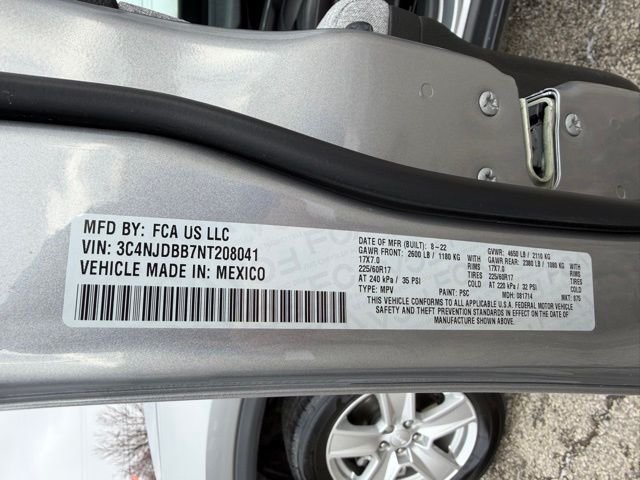 MFD BY: FCA US LLC
VIN: 3C4NJDBB7NT208041
VEHICLE MADE IN: MEXICO
DATE OF MFR (BUILT): 8-22 GVWR: 4650 LB / 2110 KG
GAWR FRONT: 2600 LB / 1180 KG WITH GAWR REAR: 2380 LB / 1080 KG WITH
17X7.0 RIMS 17X7.0 RIMS
225/60R17 TIRES 225/60R17 TIRES
AT 240 kPa / 35 PSI COLD AT 220 kPa / 32 PSI COLD
TYPE: MPV PAINT: PSC MDH: 081714 MKT: 075
THIS VEHICLE CONFORMS TO ALL APPLICABLE U.S.A. FEDERAL MOTOR VEHICLE
SAFETY AND THEFT PREVENTION STANDARDS IN EFFECT ON THE DATE OF
MANUFACTURE SHOWN ABOVE.